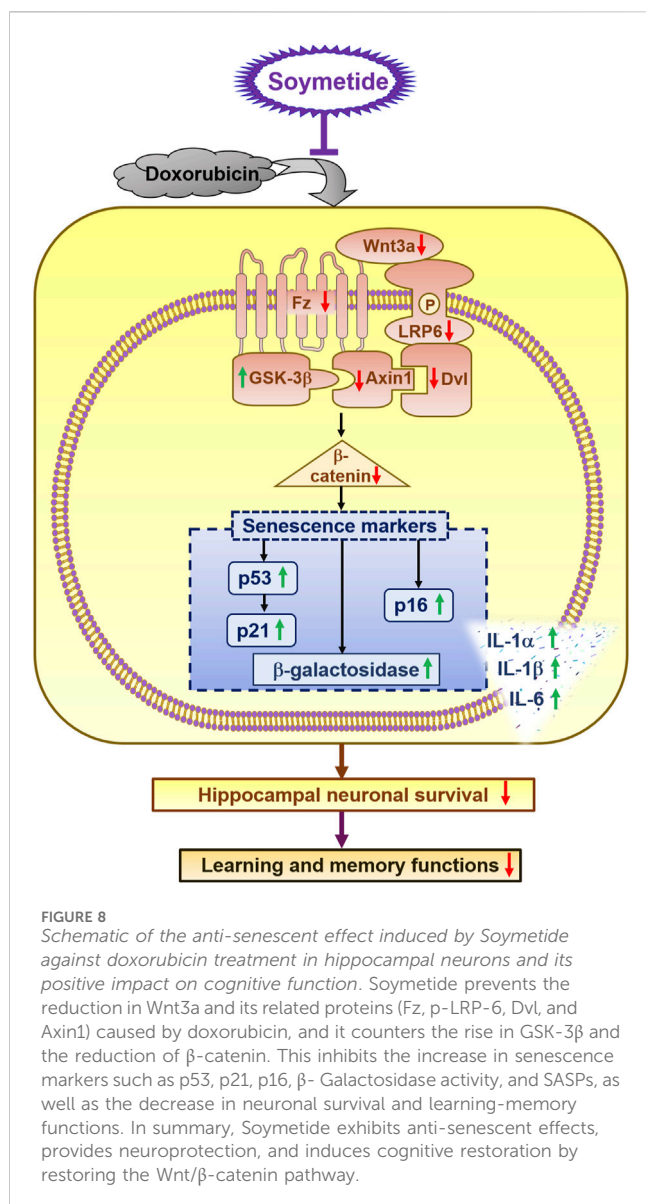 Soymetide
Doxorubicin
Wnt3a
Fz
P
LRP6
GSK-3β
Axin1
Dvl
β-
catenin
Senescence markers
p53
p16
p21
β-galactosidase
IL-1α
IL-1β
IL-6
Hippocampal neuronal survival
Learning and memory functions
FIGURE 8
Schematic of the anti-senescent effect induced by Soymetide
against doxorubicin treatment in hippocampal neurons and its
positive impact on cognitive function. Soymetide prevents the
reduction in Wnt3a and its related proteins (Fz, p-LRP-6, Dvl, and
Axin1) caused by doxorubicin, and it counters the rise in GSK-3β and
the reduction of β-catenin. This inhibits the increase in senescence
markers such as p53, p21, p16, β- Galactosidase activity, and SASPs, as
well as the decrease in neuronal survival and learning-memory
functions. In summary, Soymetide exhibits anti-senescent effects,
provides neuroprotection, and induces cognitive restoration by
restoring the Wnt/β-catenin pathway.